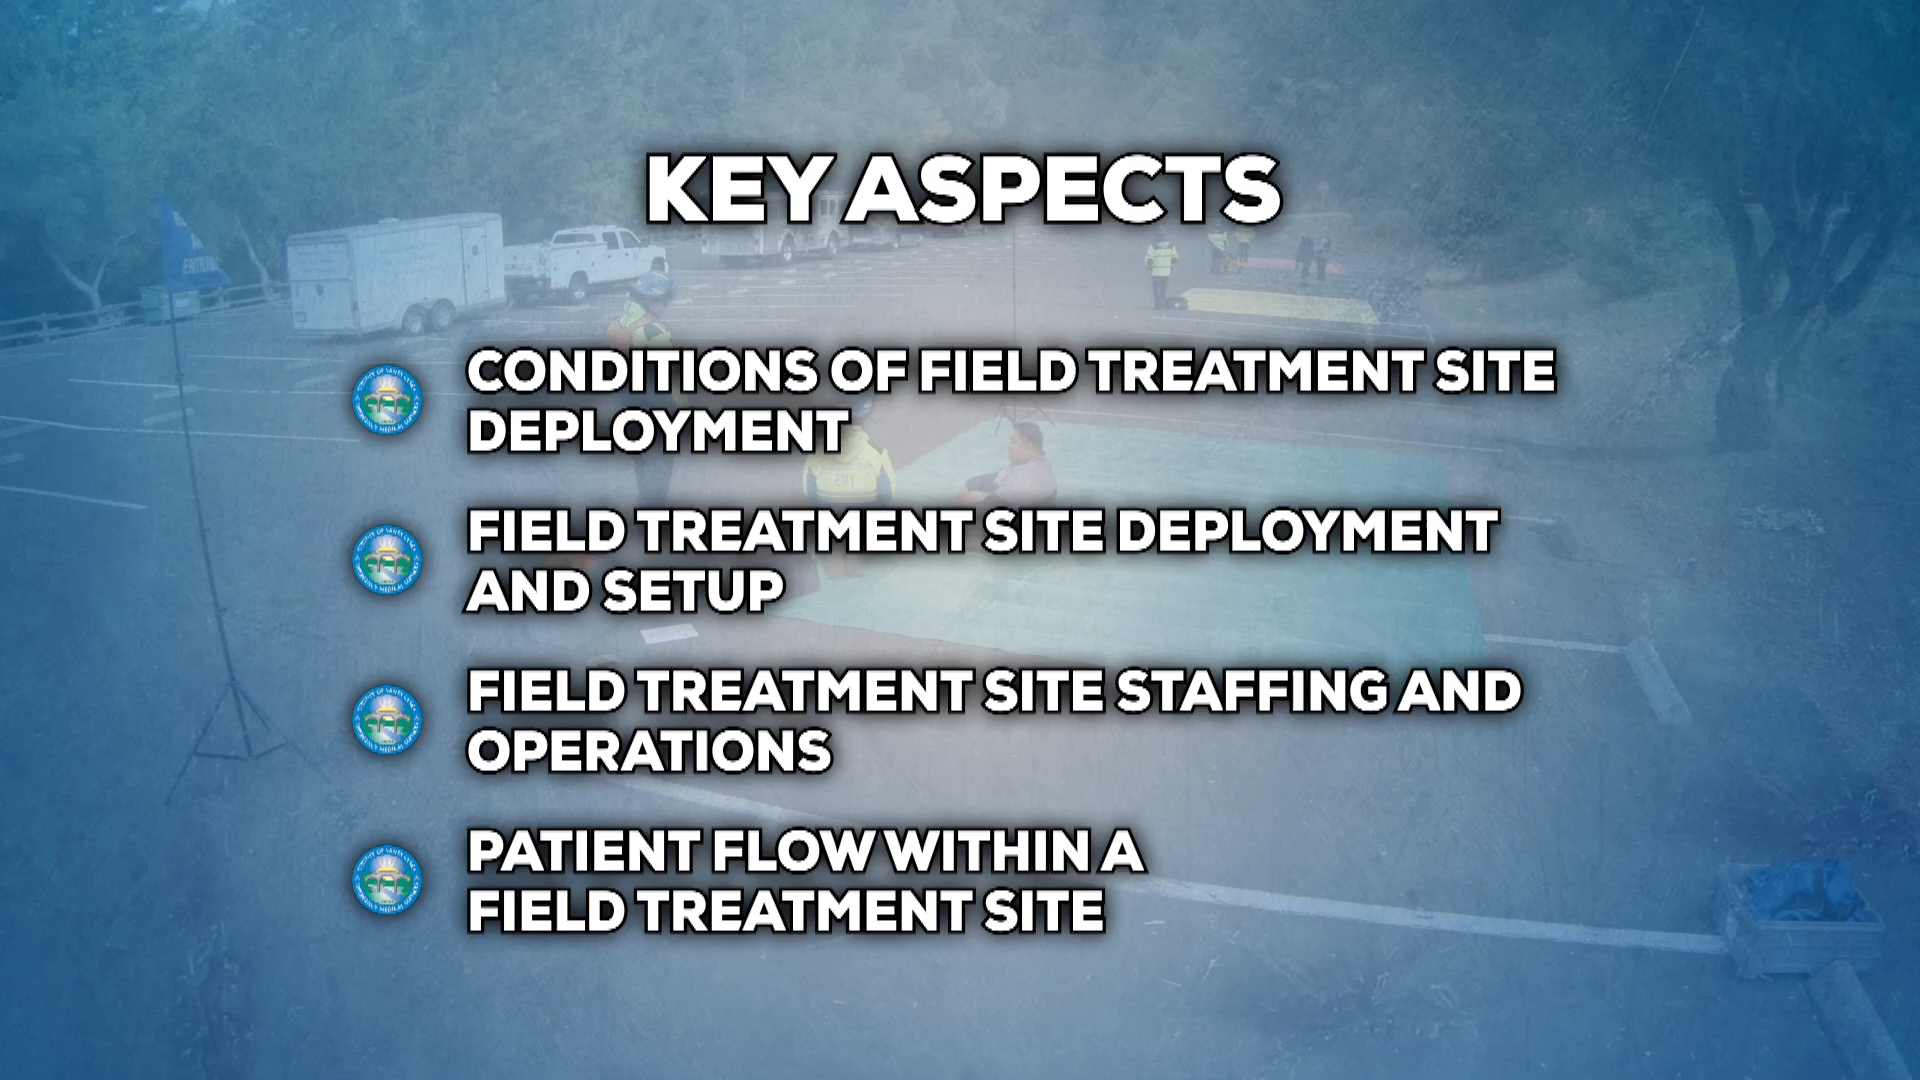 KEY ASPECTS
CONDITIONS OF FIELD TREATMENT SITE
DEPLOYMENT
FIELD TREATMENT SITE DEPLOYMENT
AND SETUP
FIELD TREATMENT SITE STAFFING AND
OPERATIONS
PATIENT FLOW WITHIN A
FIELD TREATMENT SITE
EMT